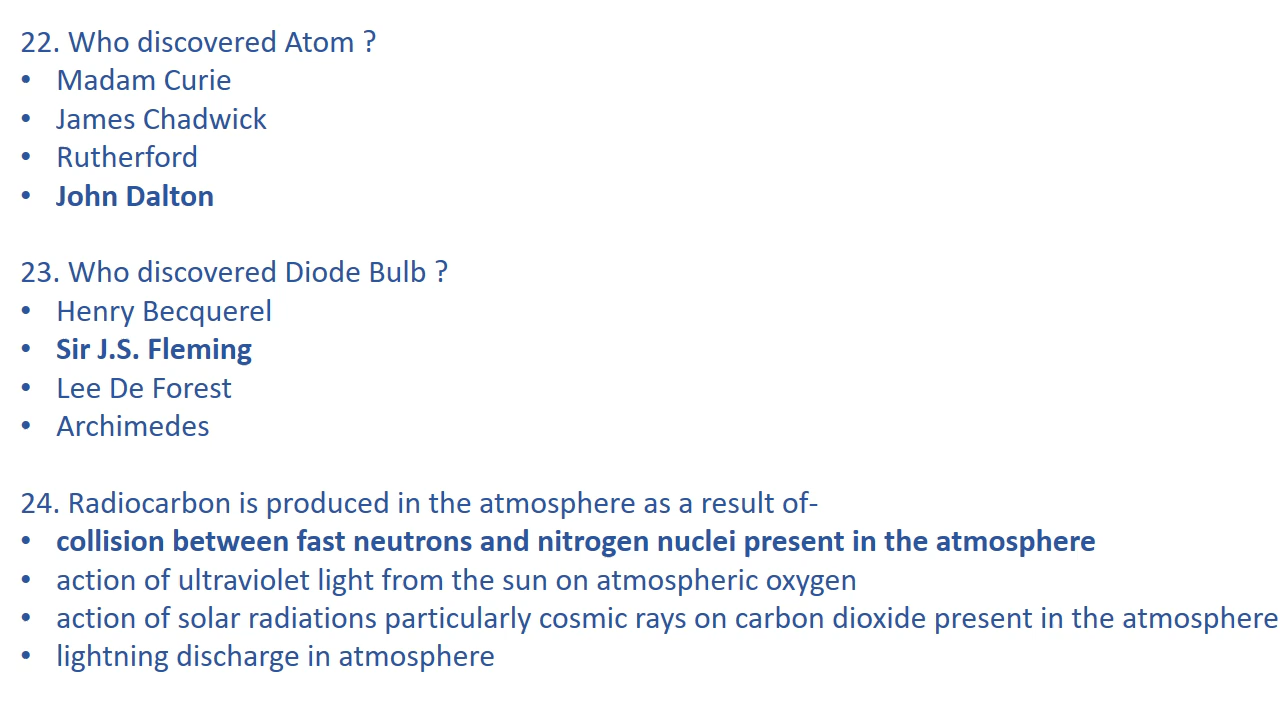 22. Who discovered Atom ?
• Madam Curie
• James Chadwick
• Rutherford
• John Dalton
23. Who discovered Diode Bulb ?
• Henry Becquerel
• Sir J.S. Fleming
• Lee De Forest
• Archimedes
24. Radiocarbon is produced in the atmosphere as a result of-
• collision between fast neutrons and nitrogen nuclei present in the atmosphere
• action of ultraviolet light from the sun on atmospheric oxygen
• action of solar radiations particularly cosmic rays on carbon dioxide present in the atmosphere
• lightning discharge in atmosphere